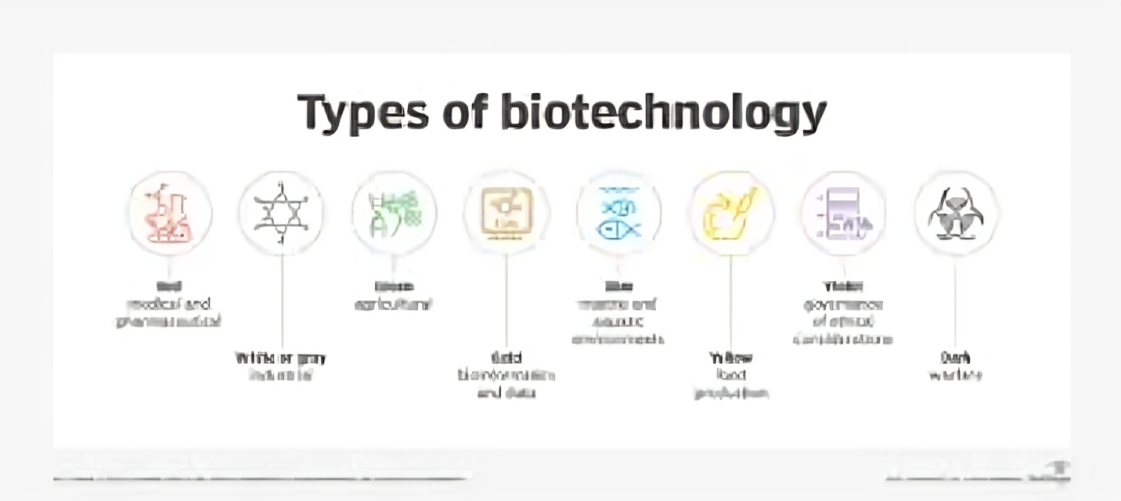 Types of biotechnology
Red
medical and
pharmaceutical
White or gray
industrial
Green
agricultural
Gold
bioinformatics
and data
Blue
marine and
aquatic
environments
Yellow
food
production
Violet
governance
of ethical
considerations
Dark
warfare